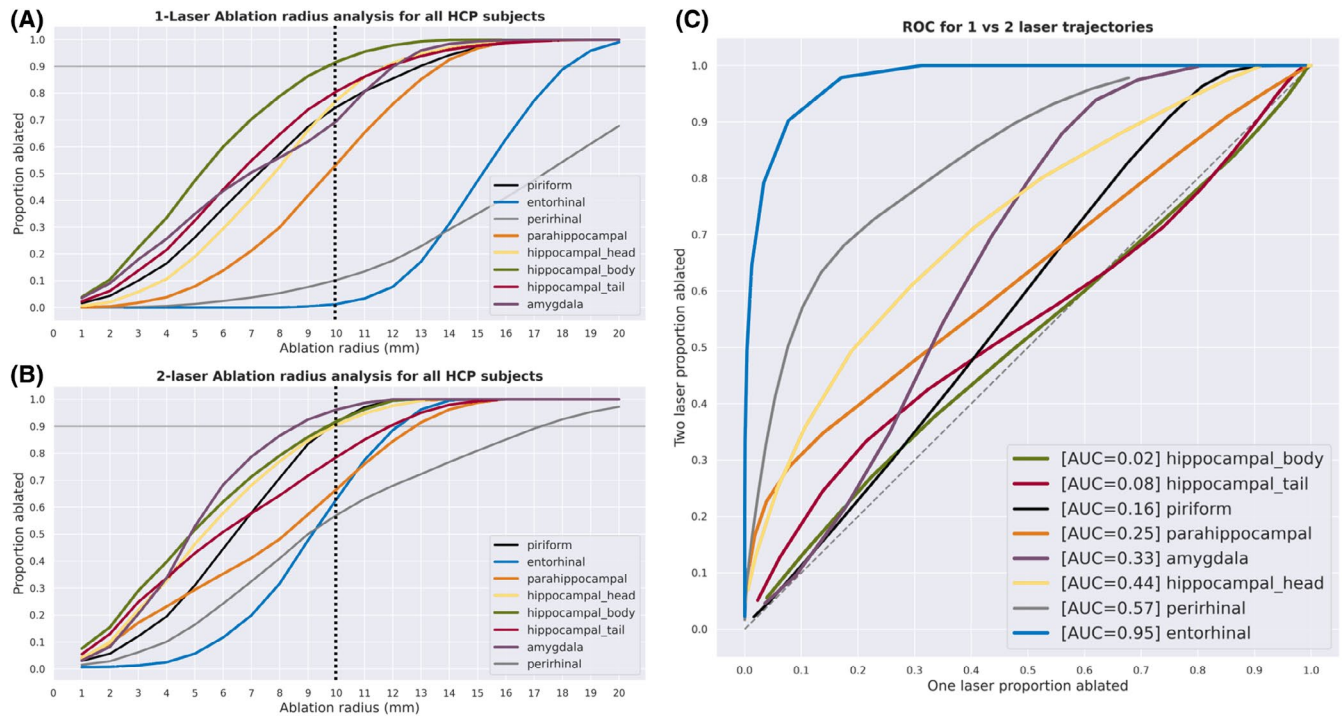 (A)
1-Laser Ablation radius analysis for all HCP subjects
Proportion ablated
1.0
0.9
0.8
0.7
0.6
0.5
0.4
0.3
0.2
0.1
0.0
piriform
entorhinal
perirhinal
parahippocampal
hippocampal_head
hippocampal_body
hippocampal_tail
amygdala
0 1 2 3 4 5 6 7 8 9 10 11 12 13 14 15 16 17 18 19 20
Ablation radius (mm)
(B)
2-laser Ablation radius analysis for all HCP subjects
Proportion ablated
1.0
0.9
0.8
0.7
0.6
0.5
0.4
0.3
0.2
0.1
0.0
piriform
entorhinal
parahippocampal
hippocampal_head
hippocampal_body
hippocampal_tail
amygdala
perirhinal
0 1 2 3 4 5 6 7 8 9 10 11 12 13 14 15 16 17 18 19 20
Ablation radius (mm)
(C)
ROC for 1 vs 2 laser trajectories
Two laser proportion ablated
1.0
0.9
0.8
0.7
0.6
0.5
0.4
0.3
0.2
0.1
0.0
[AUC=0.02] hippocampal_body
[AUC=0.08] hippocampal_tail
[AUC=0.16] piriform
[AUC=0.25] parahippocampal
[AUC=0.33] amygdala
[AUC=0.44] hippocampal_head
[AUC=0.57] perirhinal
[AUC=0.95] entorhinal
0.0 0.1 0.2 0.3 0.4 0.5 0.6 0.7 0.8 0.9 1.0
One laser proportion ablated